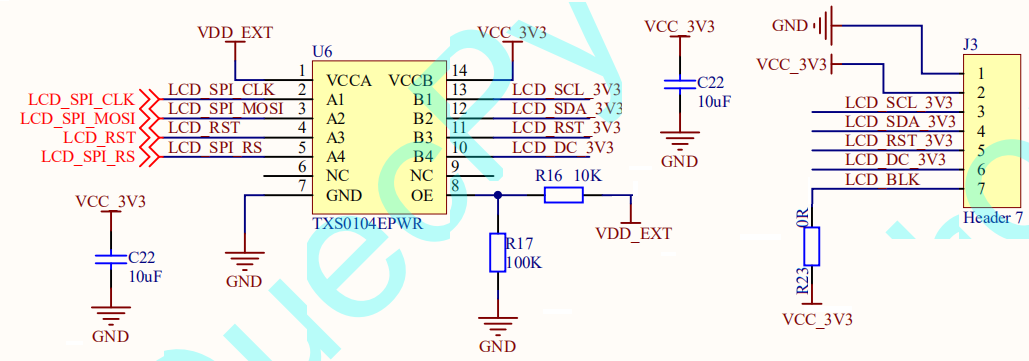 VDD_EXT
VCC_3V3
U6
1 VCCA VCCB 14
LCD_SPI_CLK LCD_SPI_CLK 2 A1 B1 13 LCD_SCL_3V3
LCD_SPI_MOSI LCD_SPI_MOSI 3 A2 B2 12 LCD_SDA_3V3
LCD_RST LCD_RST 4 A3 B3 11 LCD_RST_3V3
LCD_SPI_RS LCD_SPI_RS 5 A4 B4 10 LCD_DC_3V3
6 NC NC 9
7 GND OE 8
TXS0104EPWR
GND
R16 10K
VDD_EXT
R17
100K
GND
VCC_3V3
C22
10uF
GND
VCC_3V3
C22
10uF
GND
GND
VCC_3V3
J3
1
2
LCD_SCL_3V3 3
LCD_SDA_3V3 4
LCD_RST_3V3 5
LCD_DC_3V3 6
LCD_BLK 7
Header 7
R23 0R
VCC_3V3